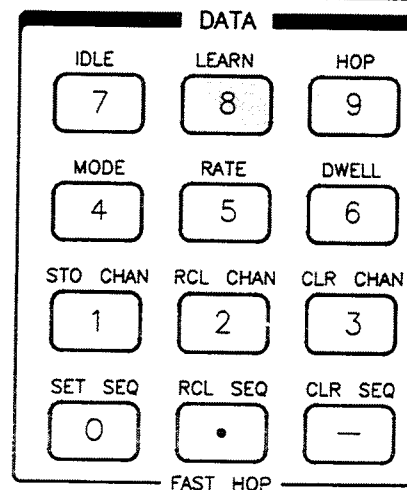 DATA
IDLE LEARN HOP
7 8 9
MODE RATE DWELL
4 5 6
STO CHAN RCL CHAN CLR CHAN
1 2 3
SET SEQ RCL SEQ CLR SEQ
0 • —
FAST HOP